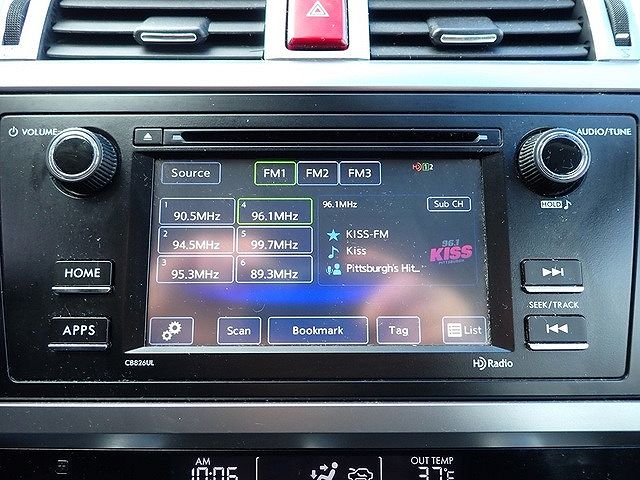 VOLUME
AUDIO/TUNE
Source
FM1 FM2 FM3
HD 1 2
1 90.5MHz
4 96.1MHz
96.1MHz
Sub CH
2 94.5MHz
5 99.7MHz
KISS-FM
3 95.3MHz
6 89.3MHz
Kiss
Pittsburgh's Hit...
96.1
KISS
PITTSBURGH
HOLD
HOME
APPS
SEEK/TRACK
Scan
Bookmark
Tag
List
CB826UL
HD Radio
AM
10:06
OUT TEMP
37°F